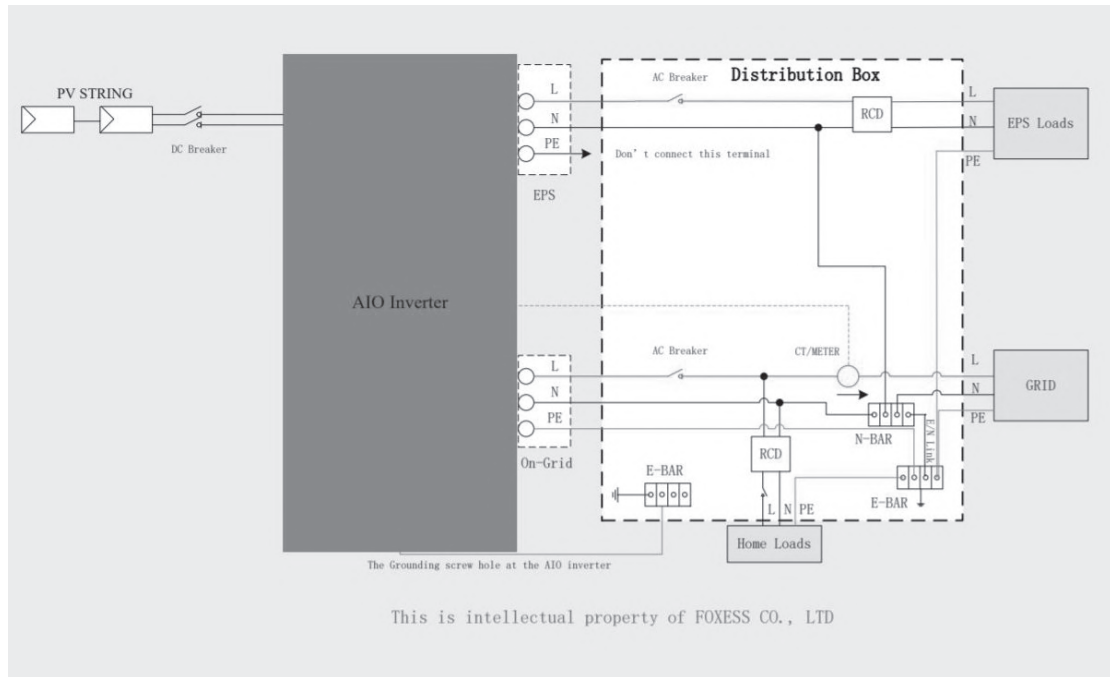 Distribution Box
AC Breaker
L
PV STRING
L
RCD
N
N
EPS Loads
DC Breaker
PE
Don't connect this terminal
PE
EPS
AIO Inverter
AC Breaker
CT/METER
L
L
GRID
N
N
PE
PE
N-BAR
E/N Link
On-Grid
RCD
E-BAR
E-BAR
L N PE
Home Loads
The Grounding screw hole at the AIO inverter
This is intellectual property of FOXESS CO., LTD